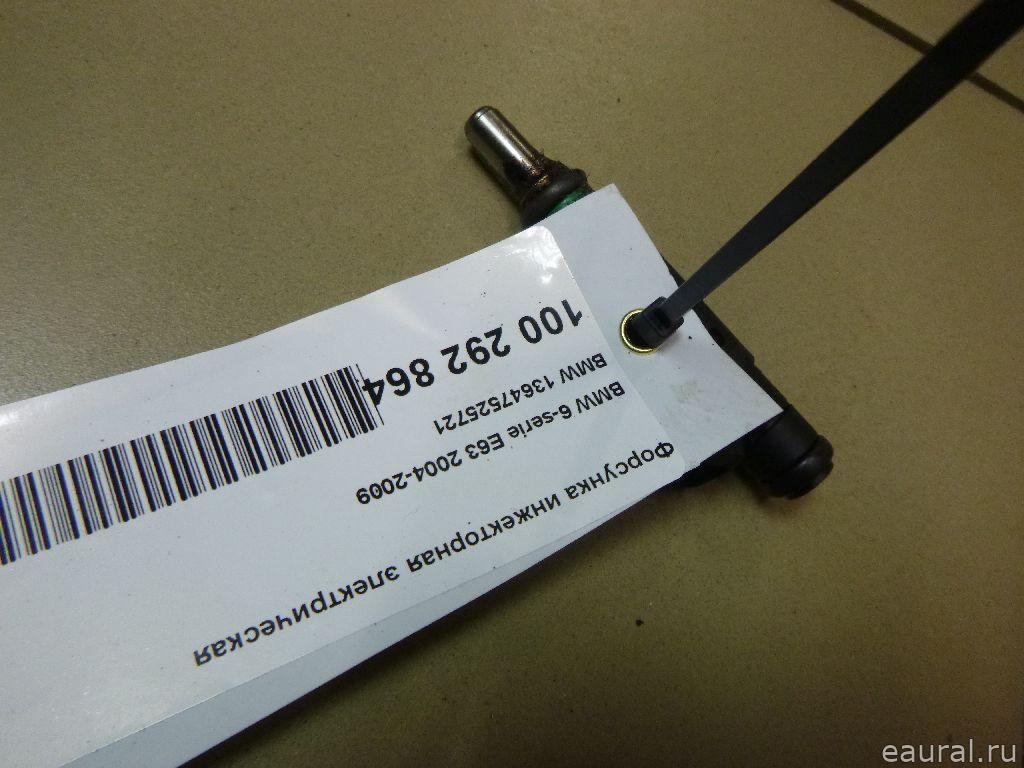 Форсунка инжекторная электрическая
BMW 6-serie E63 2004-2009
BMW 13647525721
100 292 864
eaural.ru